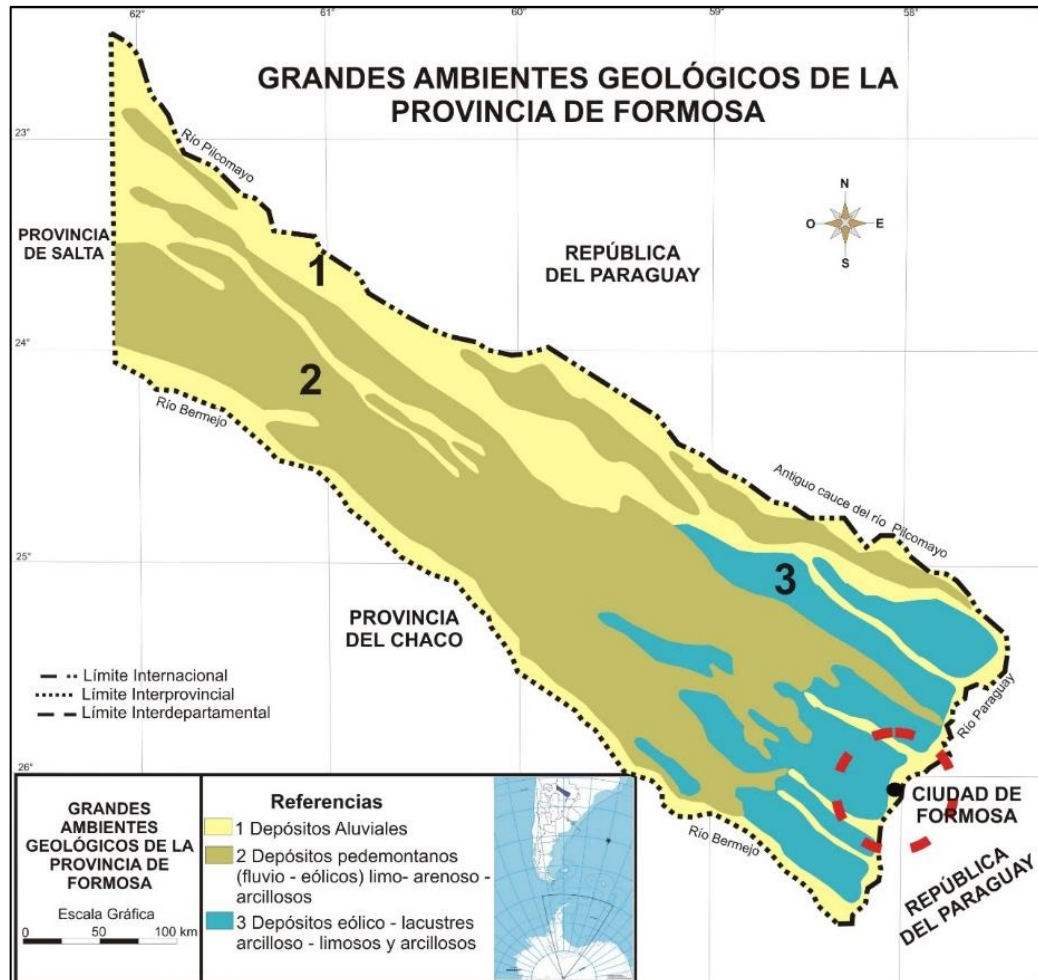 62°
61°
60°
59°
58°
GRANDES AMBIENTES GEOLÓGICOS DE LA
PROVINCIA DE FORMOSA
23°
Río Pilcomayo
N
O
E
S
PROVINCIA
DE SALTA
REPÚBLICA
DEL PARAGUAY
1
24°
2
Río Bermejo
Antiguo cauce del río Pilcomayo
25°
3
PROVINCIA
DEL CHACO
Límite Internacional
Límite Interprovincial
Límite Interdepartamental
Río Paraguay
26°
CIUDAD DE
FORMOSA
Río Bermejo
REPÚBLICA
DEL PARAGUAY
GRANDES
AMBIENTES
GEOLÓGICOS DE LA
PROVINCIA DE
FORMOSA
Escala Gráfica
0 50 100 km
Referencias
1 Depósitos Aluviales
2 Depósitos pedemontanos
(fluvio - eólicos) limo- arenoso -
arcillosos
3 Depósitos eólico - lacustres
arcilloso - limosos y arcillosos